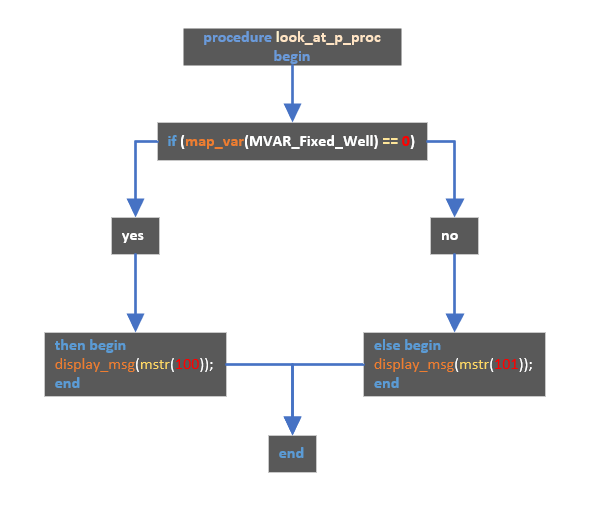 procedure look_at_p_proc
begin
if (map_var(MVAR_Fixed_Well) == 0)
yes
no
then begin
display_msg(mstr(100));
end
else begin
display_msg(mstr(101));
end
end